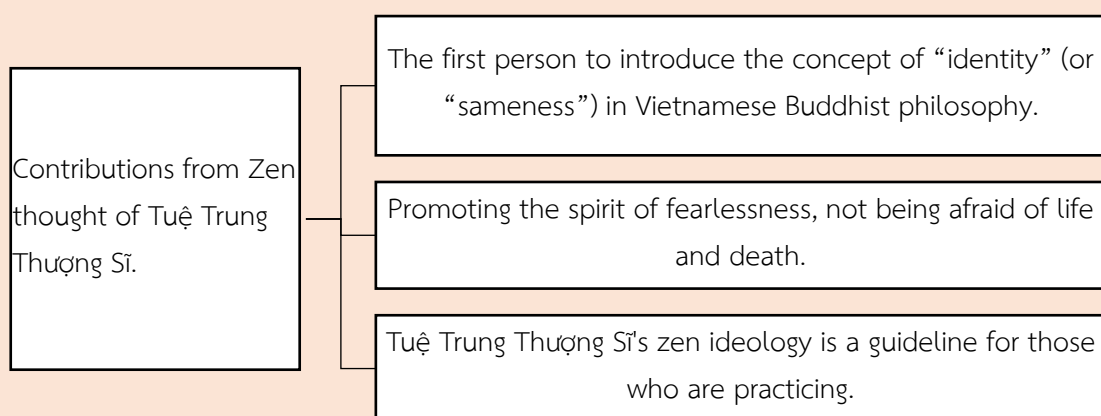 Contributions from Zen
thought of Tuệ Trung
Thượng Sĩ.
The first person to introduce the concept of “identity” (or
“sameness”) in Vietnamese Buddhist philosophy.
Promoting the spirit of fearlessness, not being afraid of life
and death.
Tuệ Trung Thượng Sĩ's zen ideology is a guideline for those
who are practicing.